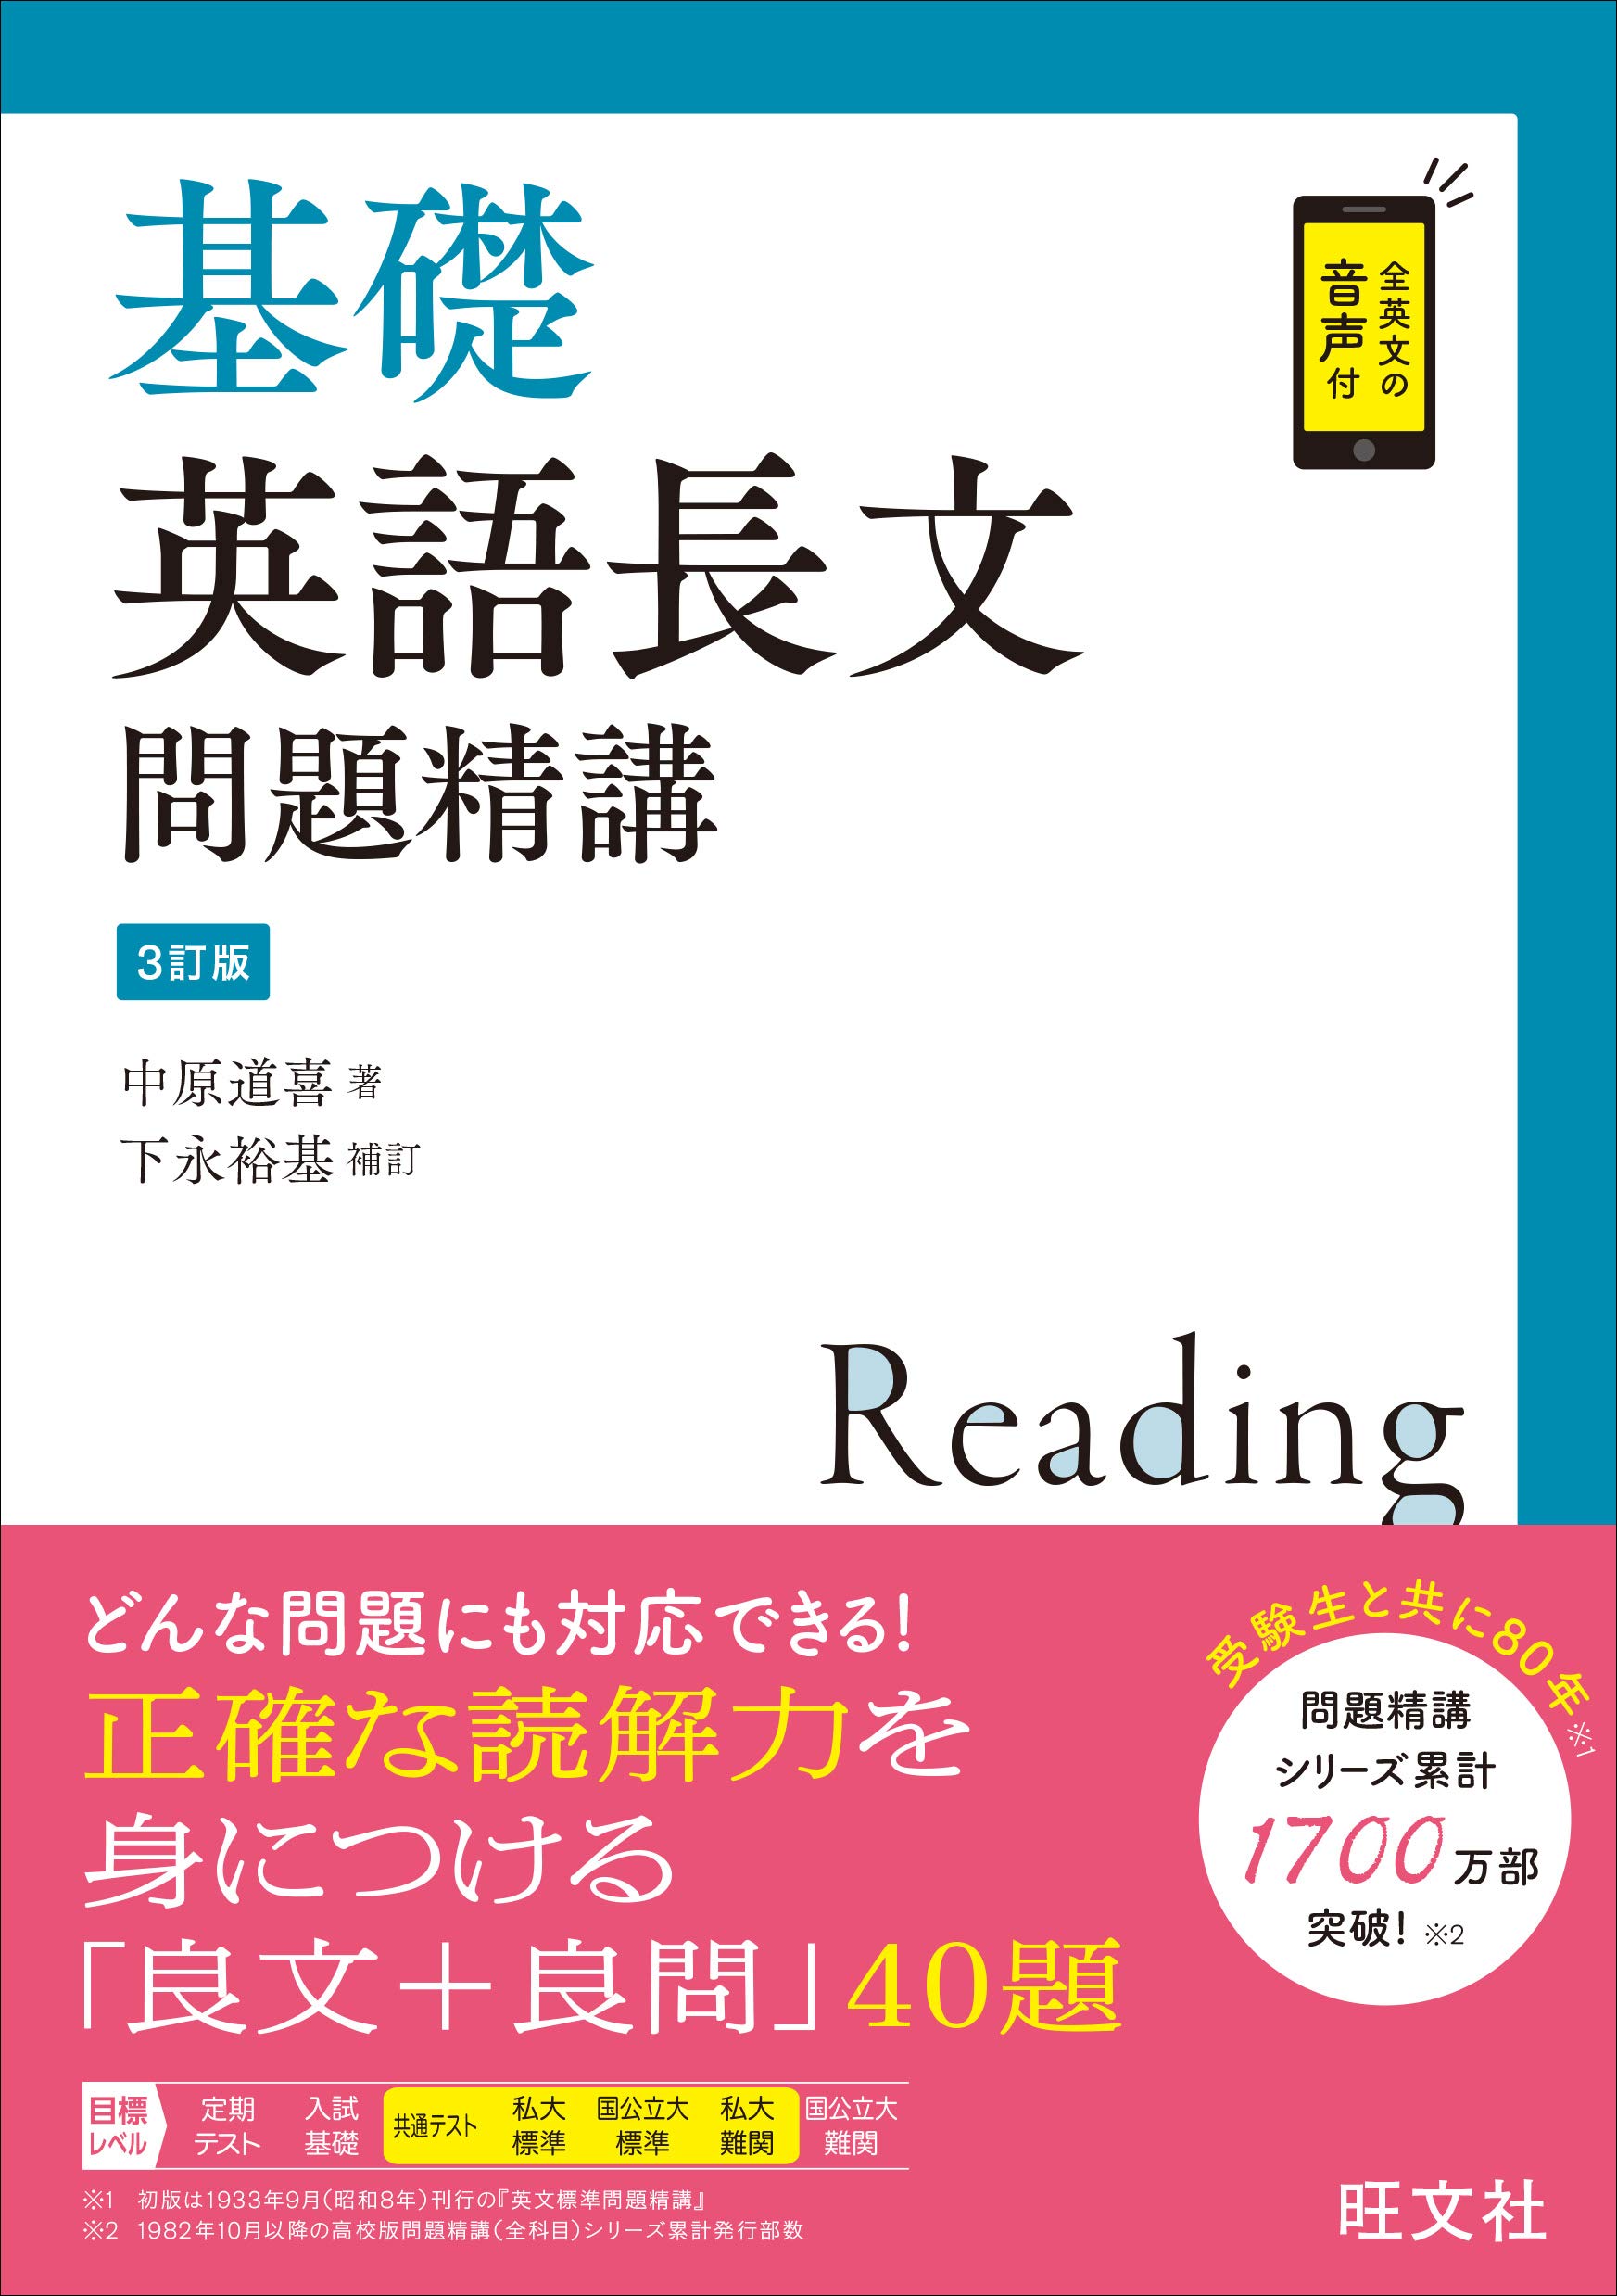 基礎
英語長文
問題精講
全英文の
音声付
3訂版
中原道喜 著
下永裕基 補訂
Reading
どんな問題にも対応できる!
正確な読解力を
身につける
「良文+良問」40題
受験生と共に80年※1
問題精講
シリーズ累計
1700万部
突破! ※2
目標
レベル
定期
テスト
入試
基礎
共通テスト
私大
標準
国公立大
標準
私大
難関
国公立大
難関
※1 初版は1933年9月(昭和8年)刊行の『英文標準問題精講』
※2 1982年10月以降の高校版問題精講(全科目)シリーズ累計発行部数
旺文社